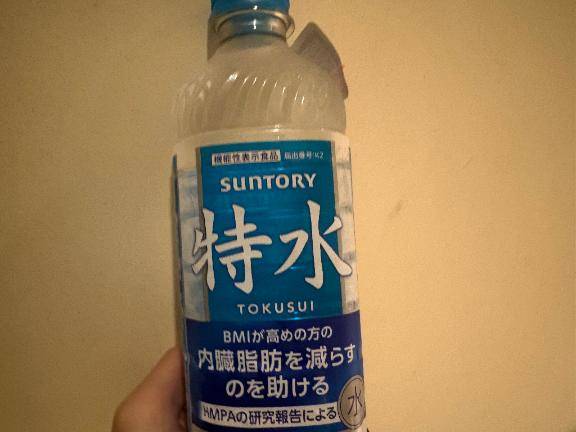 機能性表示食品
SUNTORY
特水
TOKUSUI
BMIが高めの方の
内臓脂肪を減らす
のを助ける
HMPAの研究報告による
水